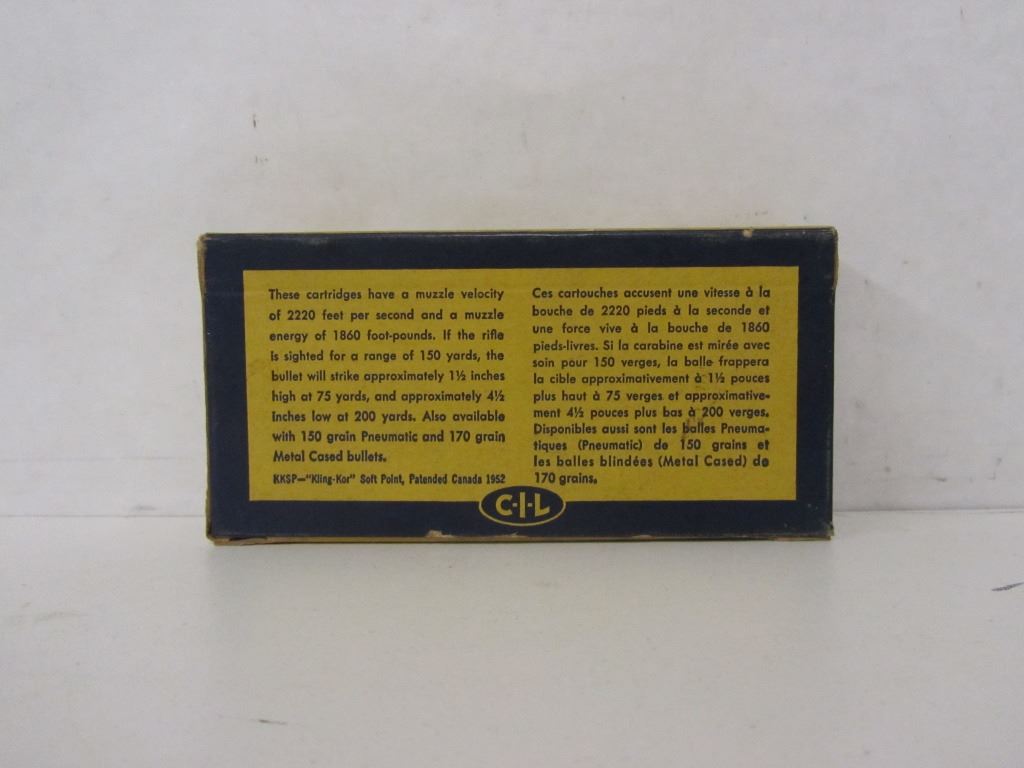 These cartridges have a muzzle velocity
of 2220 feet per second and a muzzle
energy of 1860 foot-pounds. If the rifle
is sighted for a range of 150 yards, the
bullet will strike approximately 1½ inches
high at 75 yards, and approximately 4½
inches low at 200 yards. Also available
with 150 grain Pneumatic and 170 grain
Metal Cased bullets.
KKSP—"Kling-Kor" Soft Point, Patented Canada 1952
Ces cartouches accusent une vitesse à la
bouche de 2220 pieds à la seconde et
une force vive à la bouche de 1860
pieds-livres. Si la carabine est mirée avec
soin pour 150 verges, la balle frappera
la cible approximativement à 1½ pouces
plus haut à 75 verges et approximative-
ment 4½ pouces plus bas à 200 verges.
Disponibles aussi sont les balles Pneuma-
tiques (Pneumatic) de 150 grains et
les balles blindées (Metal Cased) de
170 grains.
C-I-L